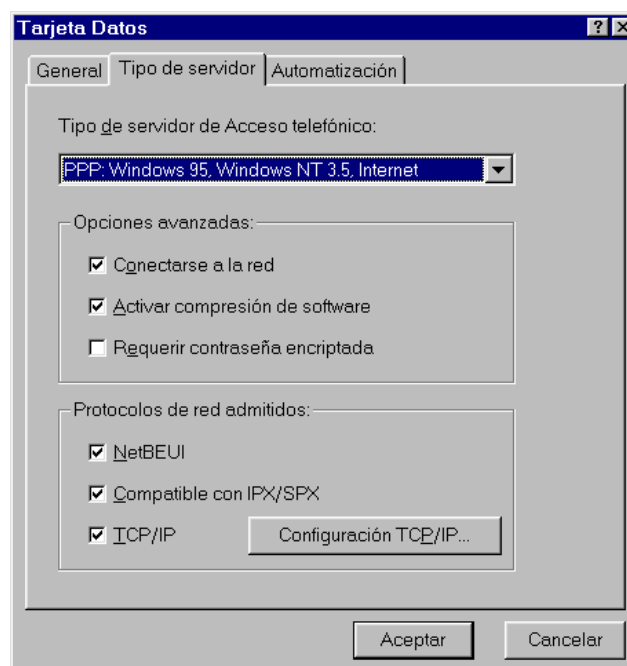 Tarjeta Datos
General Tipo de servidor Automatización
Tipo de servidor de Acceso telefónico:
PPP: Windows 95, Windows NT 3.5, Internet
Opciones avanzadas:
Conectarse a la red
Activar compresión de software
Requerir contraseña encriptada
Protocolos de red admitidos:
NetBEUI
Compatible con IPX/SPX
TCP/IP Configuración TCP/IP...
Aceptar Cancelar